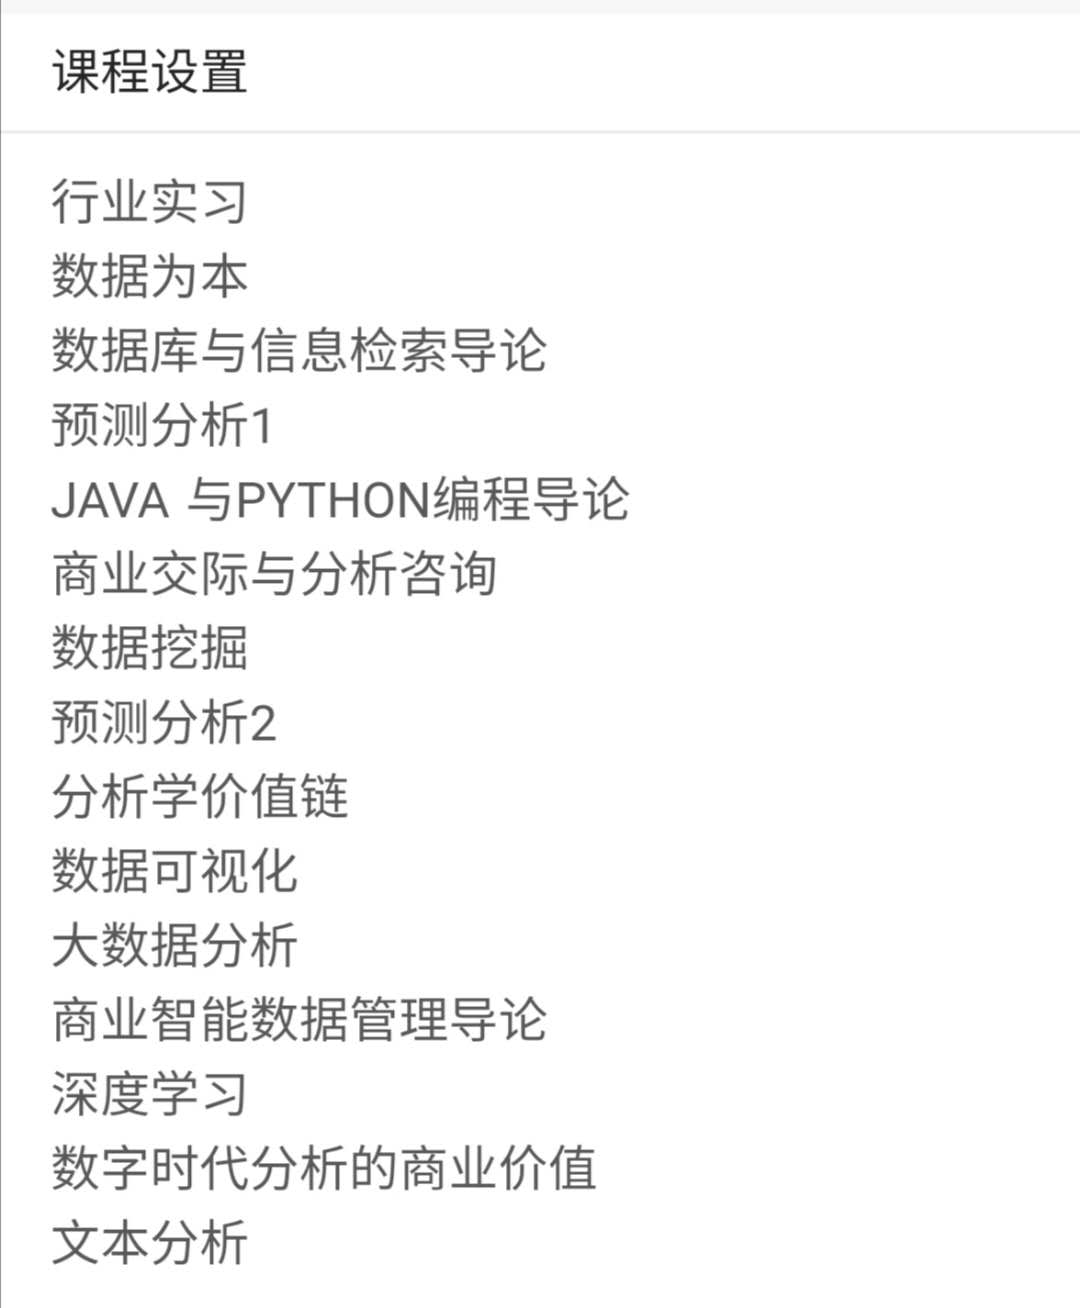 课程设置
行业实习
数据为本
数据库与信息检索导论
预测分析1
JAVA 与PYTHON编程导论
商业交际与分析咨询
数据挖掘
预测分析2
分析学价值链
数据可视化
大数据分析
商业智能数据管理导论
深度学习
数字时代分析的商业价值
文本分析